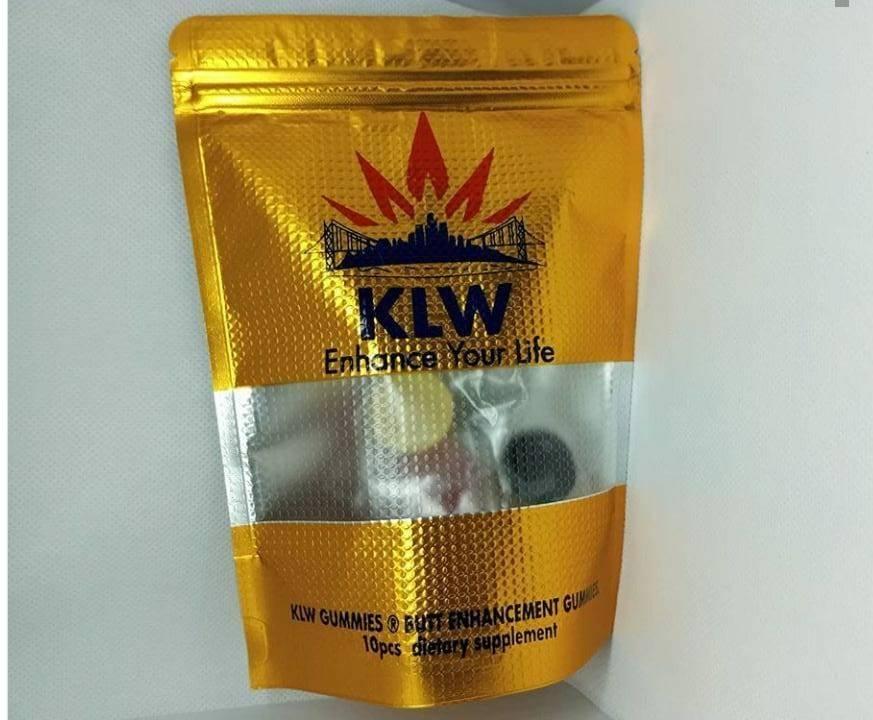 KLW
Enhance Your Life
KLW GUMMIES ® BUTT ENHANCEMENT GUMMIES
10pcs dietary supplement